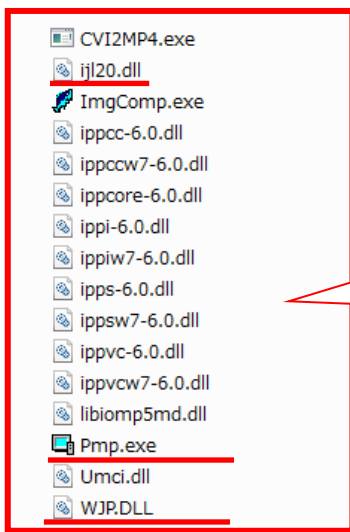 CVI2MP4.exe
ijl20.dll
ImgComp.exe
ippcc-6.0.dll
ippccw7-6.0.dll
ippcore-6.0.dll
ippi-6.0.dll
ippiw7-6.0.dll
ipps-6.0.dll
ippsw7-6.0.dll
ippvc-6.0.dll
ippvcw7-6.0.dll
libiomp5md.dll
Pmp.exe
Umci.dll
WJP.DLL